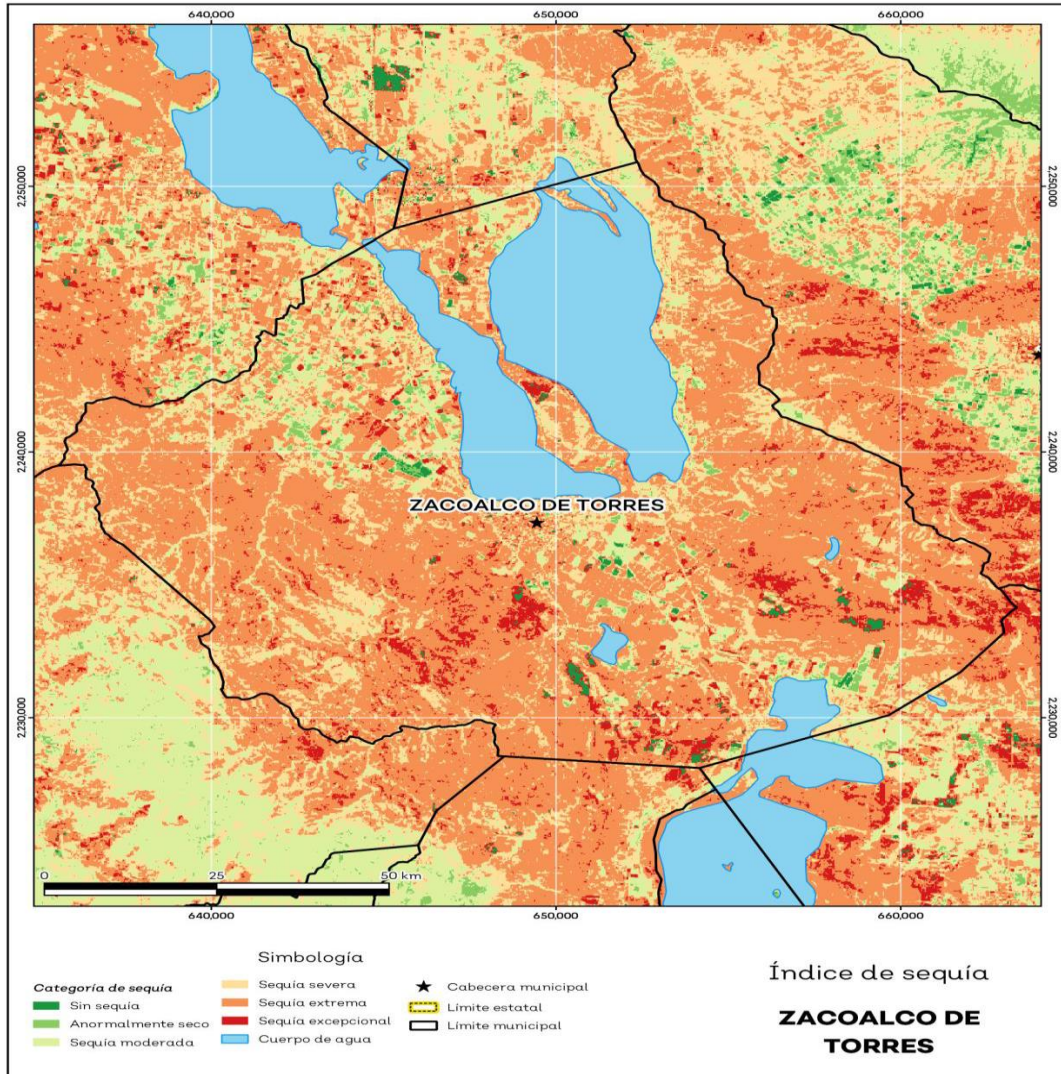 640,000 650,000 660,000
2,250,000 2,250,000
2,240,000 2,240,000
ZACOALCO DE TORRES
2,230,000 2,230,000
0 25 50 km
640,000 650,000 660,000
Simbología
Categoría de sequía
Sin sequía
Anormalmente seco
Sequía moderada
Sequía severa
Sequía extrema
Sequía excepcional
Cuerpo de agua
Cabecera municipal
Límite estatal
Límite municipal
Índice de sequía
ZACOALCO DE
TORRES